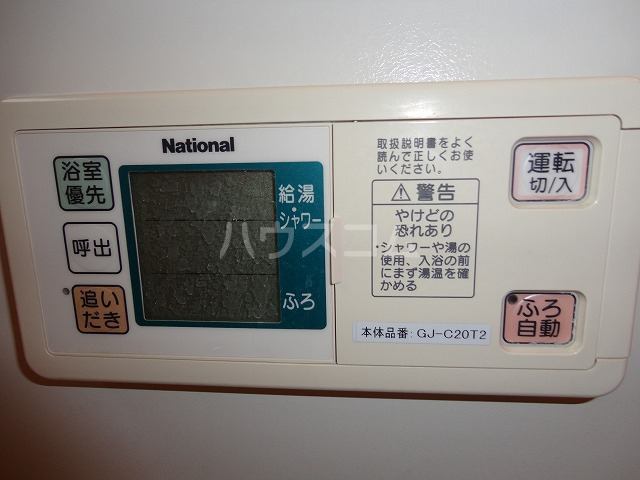 National
浴室
優先
呼出
追い
だき
給湯
・
シャワー
ふろ
取扱説明書をよく
読んで正しくお使
いください。
⚠警告
やけどの
恐れあり
・シャワーや湯の
使用、入浴の前
にまず湯温を確
かめる
本体品番：GJ-C20T2
運転
切/入
ふろ
自動
ハウスコム